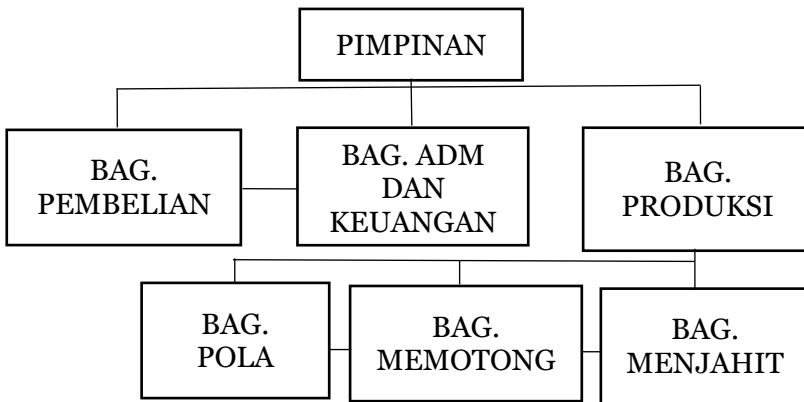 PIMPINAN
BAG.
PEMBELIAN
BAG. ADM
DAN
KEUANGAN
BAG.
PRODUKSI
BAG.
POLA
BAG.
MEMOTONG
BAG.
MENJAHIT